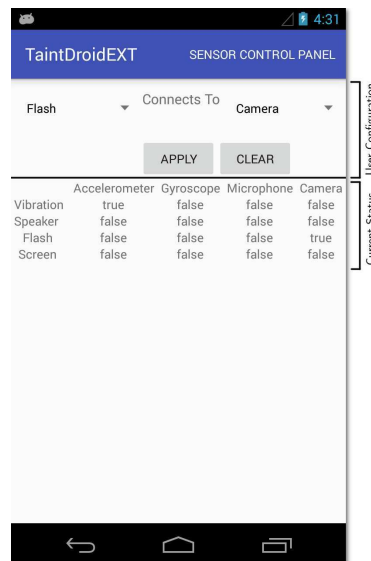 4:31
TaintDroidEXT SENSOR CONTROL PANEL
Flash Connects To Camera
APPLY CLEAR
User Configuration
Accelerometer Gyroscope Microphone Camera
Vibration true false false false
Speaker false false false false
Flash false false false true
Screen false false false false
Current Status